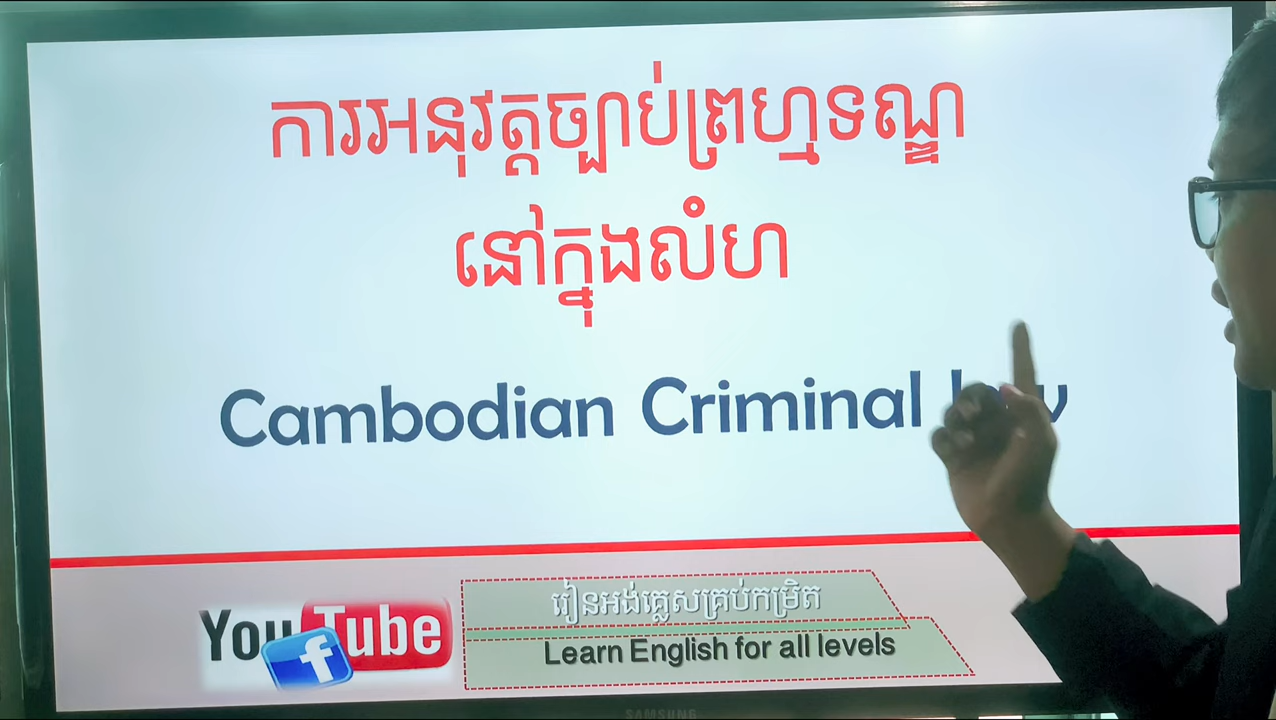 ការអនុវត្តច្បាប់ព្រហ្មទណ្ឌ
នៅក្នុងលំហ
Cambodian Criminal law
YouTube
f
រៀនអង់គ្លេសគ្រប់កម្រិត
Learn English for all levels
SAMSUNG